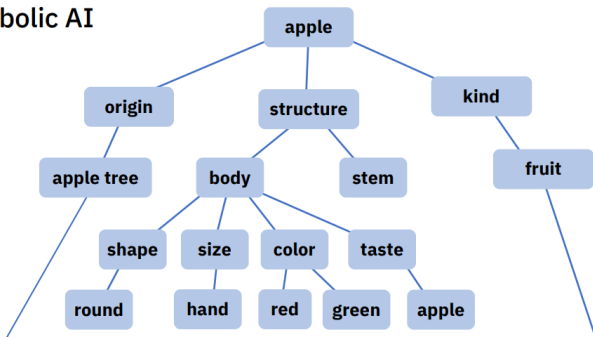 bolic AI
apple
origin
structure
kind
apple tree
body
stem
fruit
shape
size
color
taste
round
hand
red
green
apple